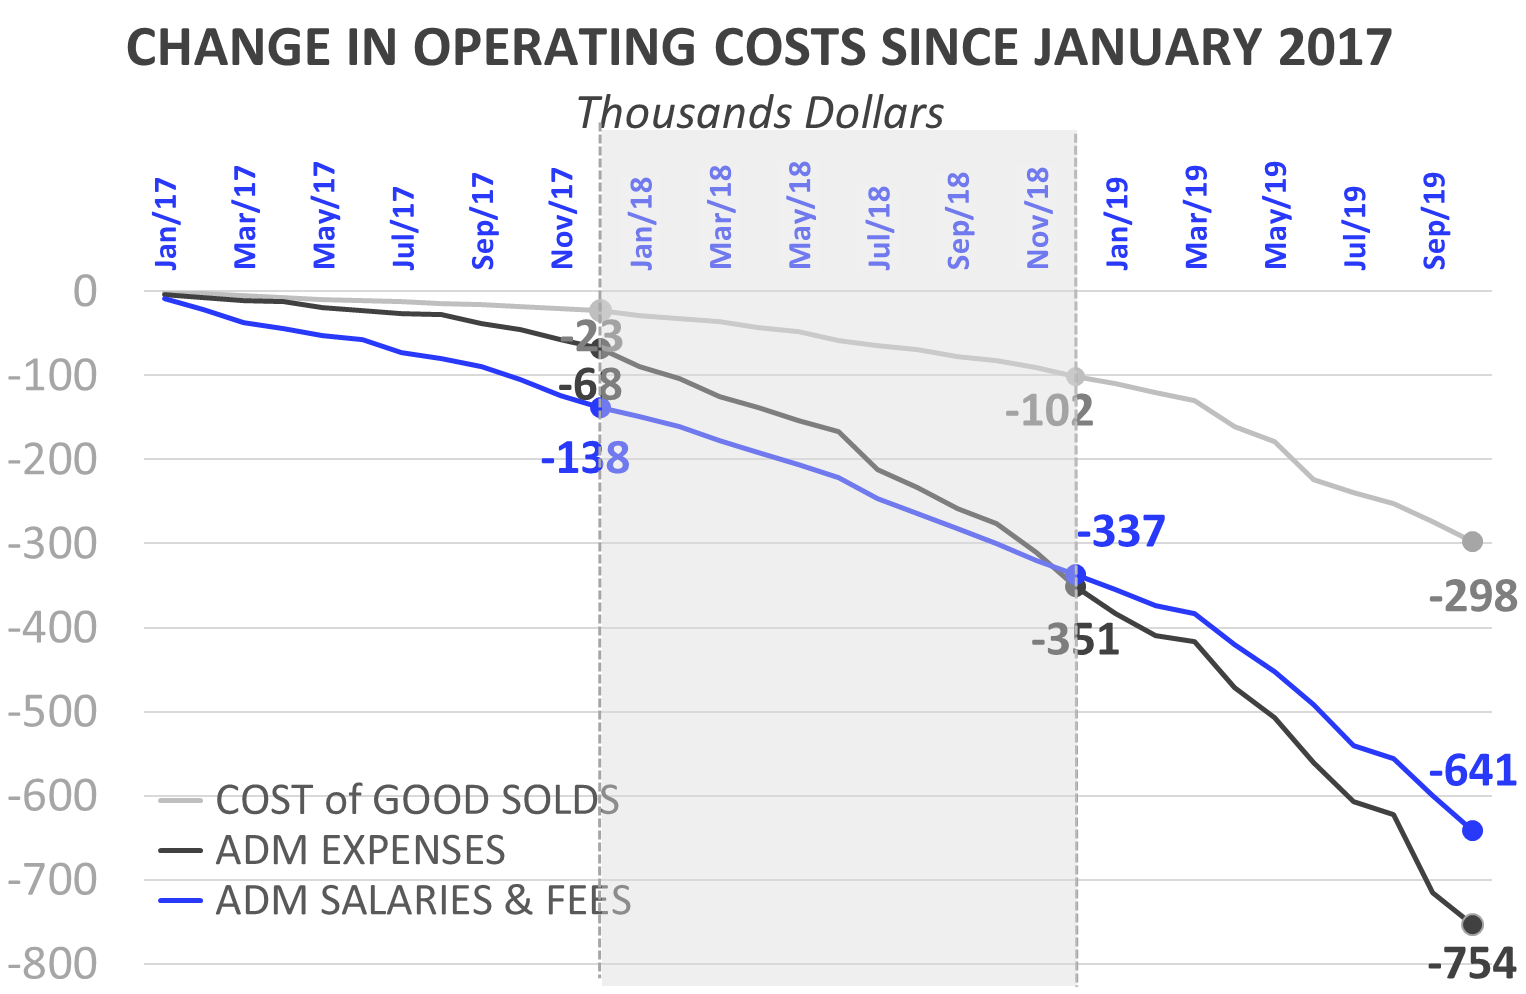 CHANGE IN OPERATING COSTS SINCE JANUARY 2017
Thousands Dollars
Jan/17
Mar/17
May/17
Jul/17
Sep/17
Nov/17
Jan/18
Mar/18
May/18
Jul/18
Sep/18
Nov/18
Jan/19
Mar/19
May/19
Jul/19
Sep/19
0
-100
-200
-300
-400
-500
-600
-700
-800
-23
-68
-138
-102
-337
-351
-298
-641
-754
COST of GOOD SOLDS
ADM EXPENSES
ADM SALARIES & FEES